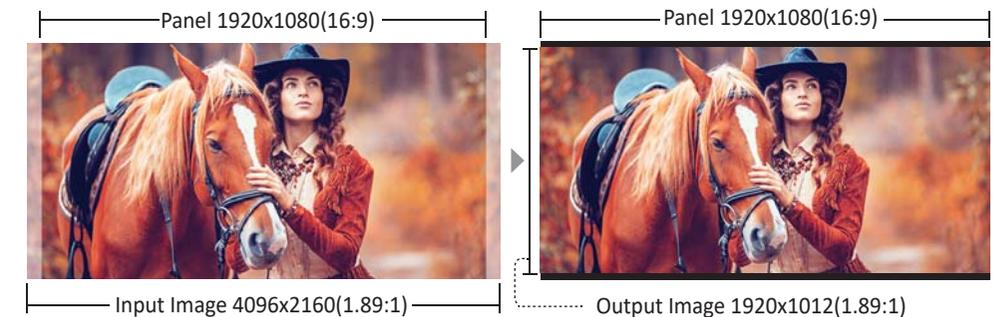 Panel 1920x1080(16:9)
Panel 1920x1080(16:9)
Input Image 4096x2160(1.89:1)
Output Image 1920x1012(1.89:1)